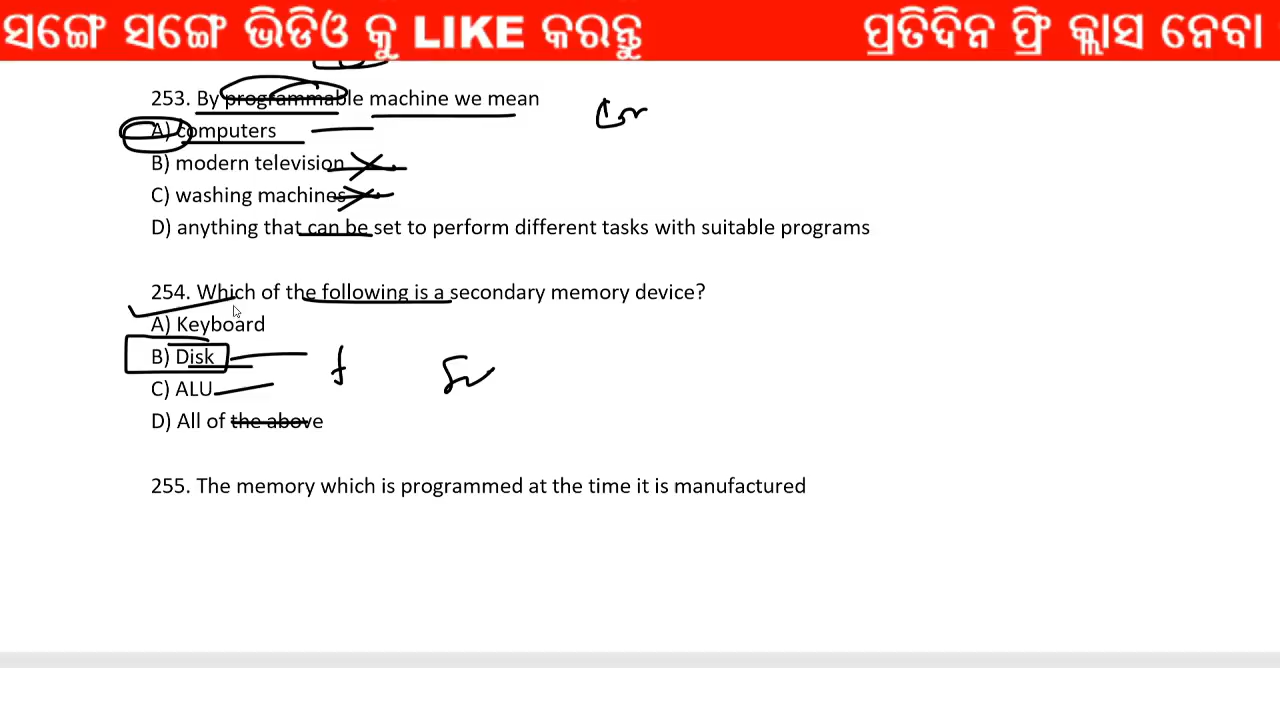 ସଙ୍ଗେ ସଙ୍ଗେ ଭିଡିଓ କୁ LIKE କରନ୍ତୁ ପ୍ରତିଦିନ ଫ୍ରି କ୍ଲାସ ନେବା
253. By programmable machine we mean
A) computers
B) modern television
C) washing machines
D) anything that can be set to perform different tasks with suitable programs
254. Which of the following is a secondary memory device?
A) Keyboard
B) Disk
C) ALU
D) All of the above
255. The memory which is programmed at the time it is manufactured